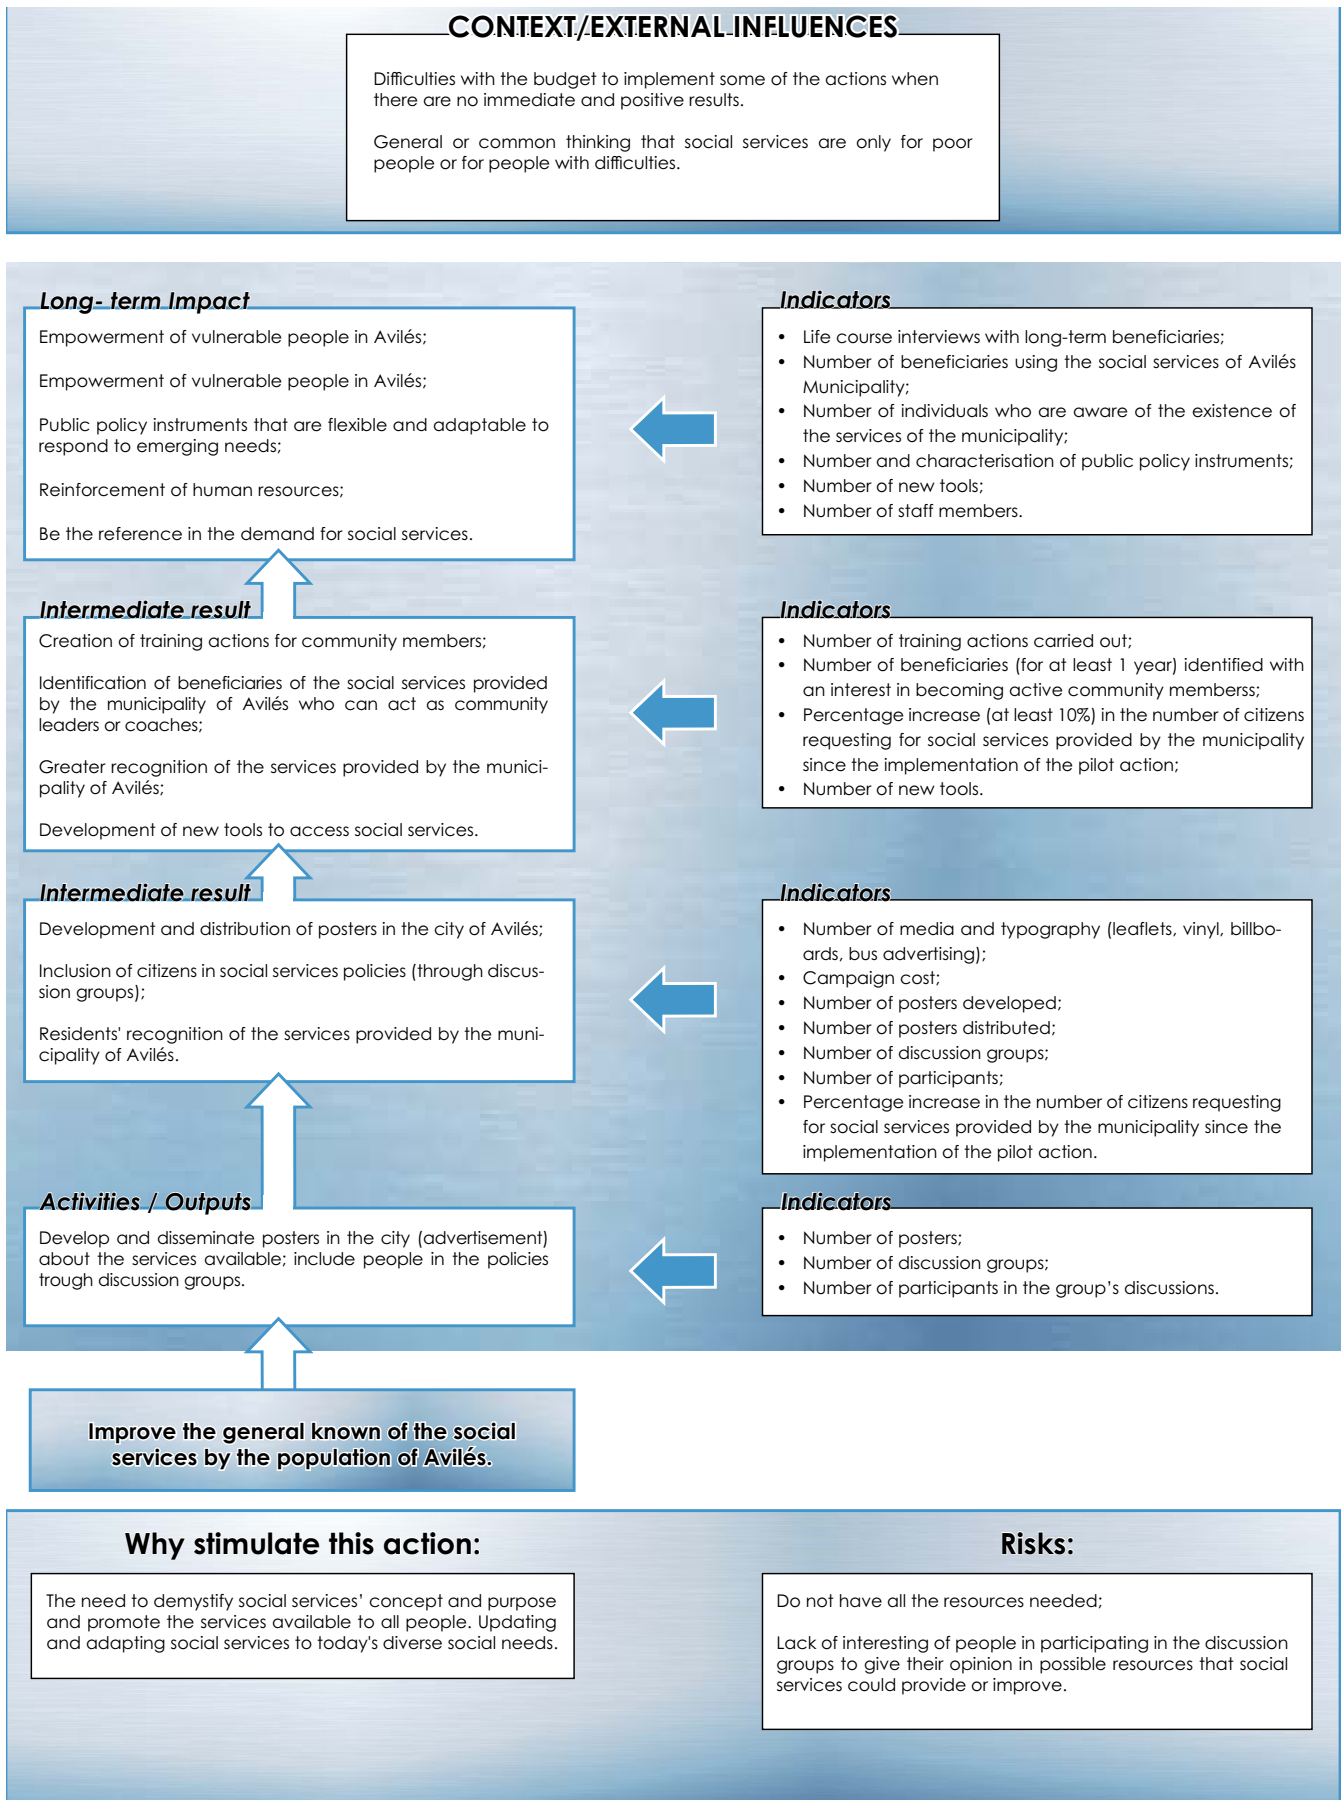 CONTEXT/EXTERNAL INFLUENCES
Difficulties with the budget to implement some of the actions when
there are no immediate and positive results.
General or common thinking that social services are only for poor
people or for people with difficulties.
Long- term Impact
Empowerment of vulnerable people in Avilés;
Empowerment of vulnerable people in Avilés;
Public policy instruments that are flexible and adaptable to
respond to emerging needs;
Reinforcement of human resources;
Be the reference in the demand for social services.
Indicators
• Life course interviews with long-term beneficiaries;
• Number of beneficiaries using the social services of Avilés
Municipality;
• Number of individuals who are aware of the existence of
the services of the municipality;
• Number and characterisation of public policy instruments;
• Number of new tools;
• Number of staff members.
Intermediate result
Creation of training actions for community members;
Identification of beneficiaries of the social services provided
by the municipality of Avilés who can act as community
leaders or coaches;
Greater recognition of the services provided by the munici-
pality of Avilés;
Development of new tools to access social services.
Indicators
• Number of training actions carried out;
• Number of beneficiaries (for at least 1 year) identified with
an interest in becoming active community memberss;
• Percentage increase (at least 10%) in the number of citizens
requesting for social services provided by the municipality
since the implementation of the pilot action;
• Number of new tools.
Intermediate result
Development and distribution of posters in the city of Avilés;
Inclusion of citizens in social services policies (through discus-
sion groups);
Residents' recognition of the services provided by the muni-
cipality of Avilés.
Indicators
• Number of media and typography (leaflets, vinyl, billbo-
ards, bus advertising);
• Campaign cost;
• Number of posters developed;
• Number of posters distributed;
• Number of discussion groups;
• Number of participants;
• Percentage increase in the number of citizens requesting
for social services provided by the municipality since the
implementation of the pilot action.
Activities / Outputs
Develop and disseminate posters in the city (advertisement)
about the services available; include people in the policies
trough discussion groups.
Indicators
• Number of posters;
• Number of discussion groups;
• Number of participants in the group’s discussions.
Improve the general known of the social
services by the population of Avilés.
Why stimulate this action:
The need to demystify social services’ concept and purpose
and promote the services available to all people. Updating
and adapting social services to today's diverse social needs.
Risks:
Do not have all the resources needed;
Lack of interesting of people in participating in the discussion
groups to give their opinion in possible resources that social
services could provide or improve.